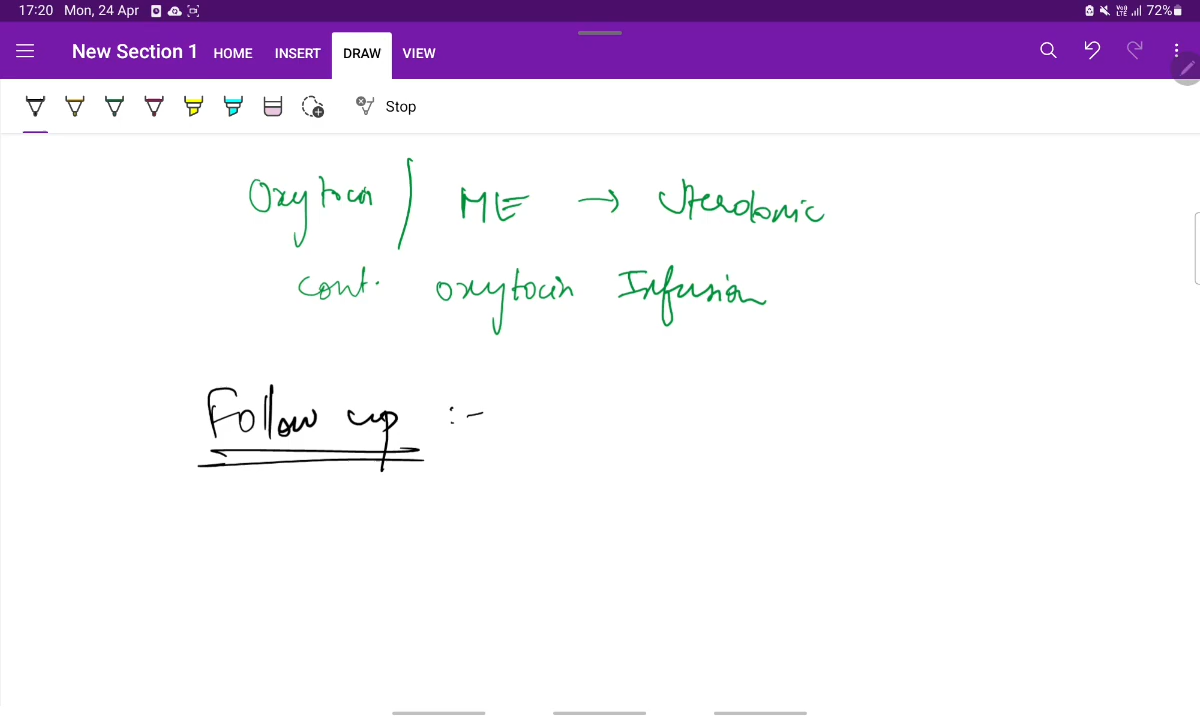 17:20 Mon, 24 Apr 72%
New Section 1 HOME INSERT DRAW VIEW
Stop
Oxytocin / ME → Uterotonic
cont. oxytocin Infusion
Follow up :-